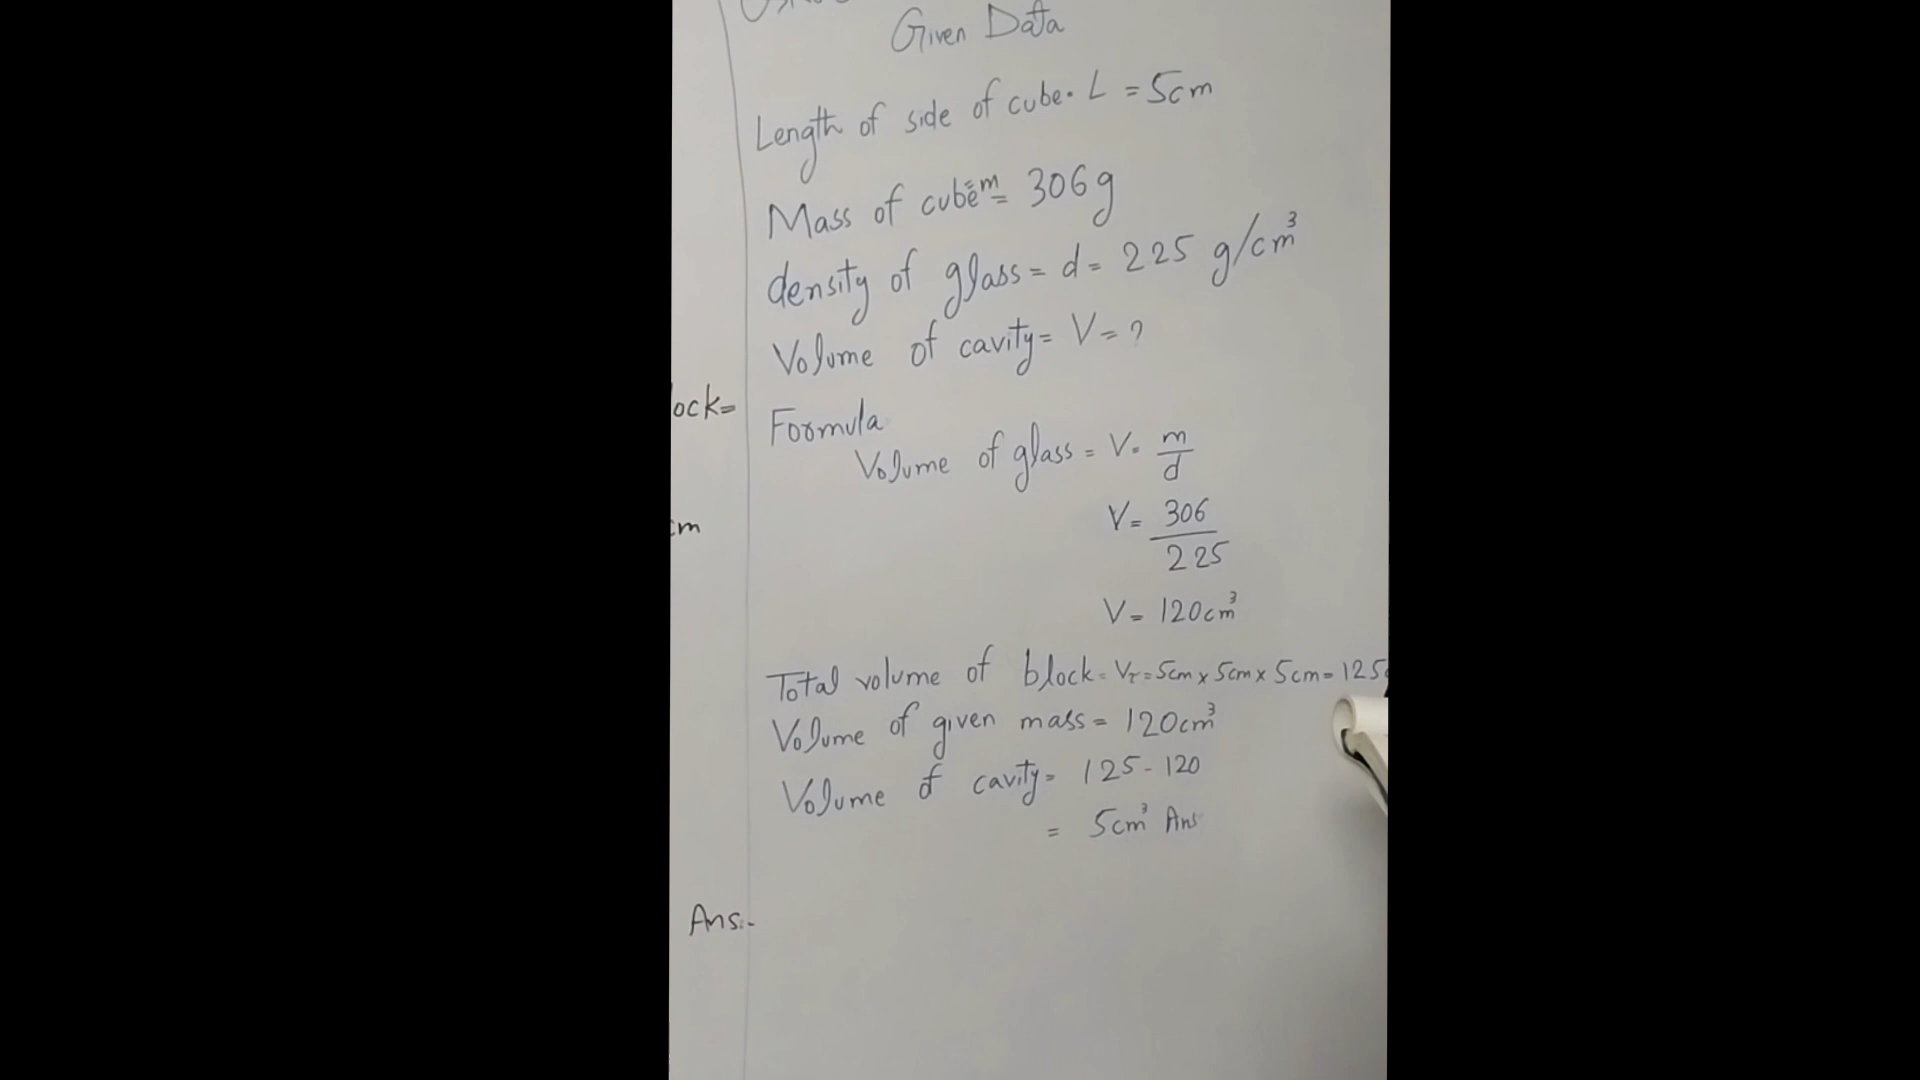 Given Data
Length of side of cube. L = 5cm
Mass of cube = m = 306g
density of glass = d = 225 g/cm³
Volume of cavity = V = ?
ock=
Formula
Volume of glass = V = m/d
V = 306/225
cm
V = 120cm³
Total volume of block = Vτ = 5cm x 5cm x 5cm = 125
Volume of given mass = 120cm³
Volume of cavity = 125 - 120
= 5cm³ Ans
Ans:-